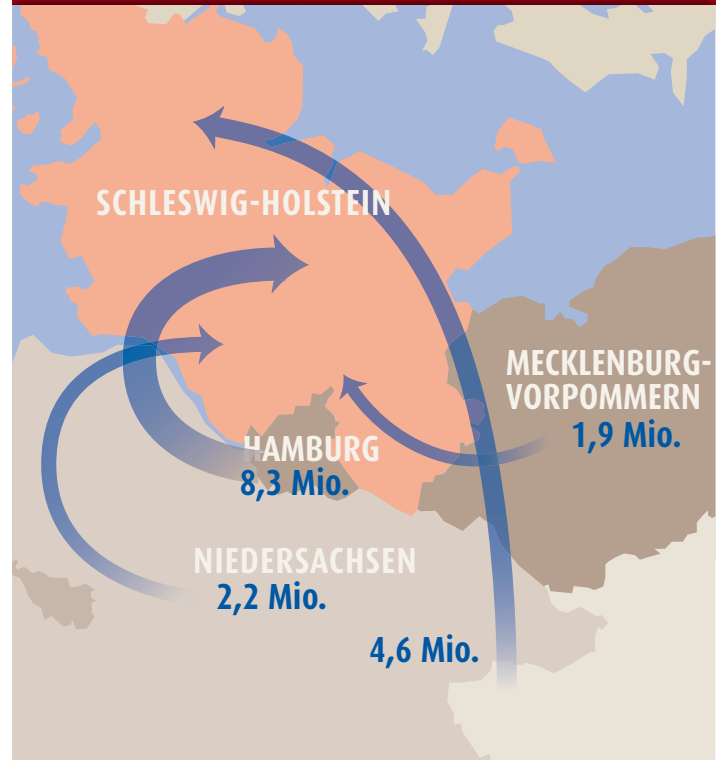 SCHLESWIG-HOLSTEIN
MECKLENBURG-
VORPOMMERN
1,9 Mio.
HAMBURG
8,3 Mio.
NIEDERSACHSEN
2,2 Mio.
4,6 Mio.